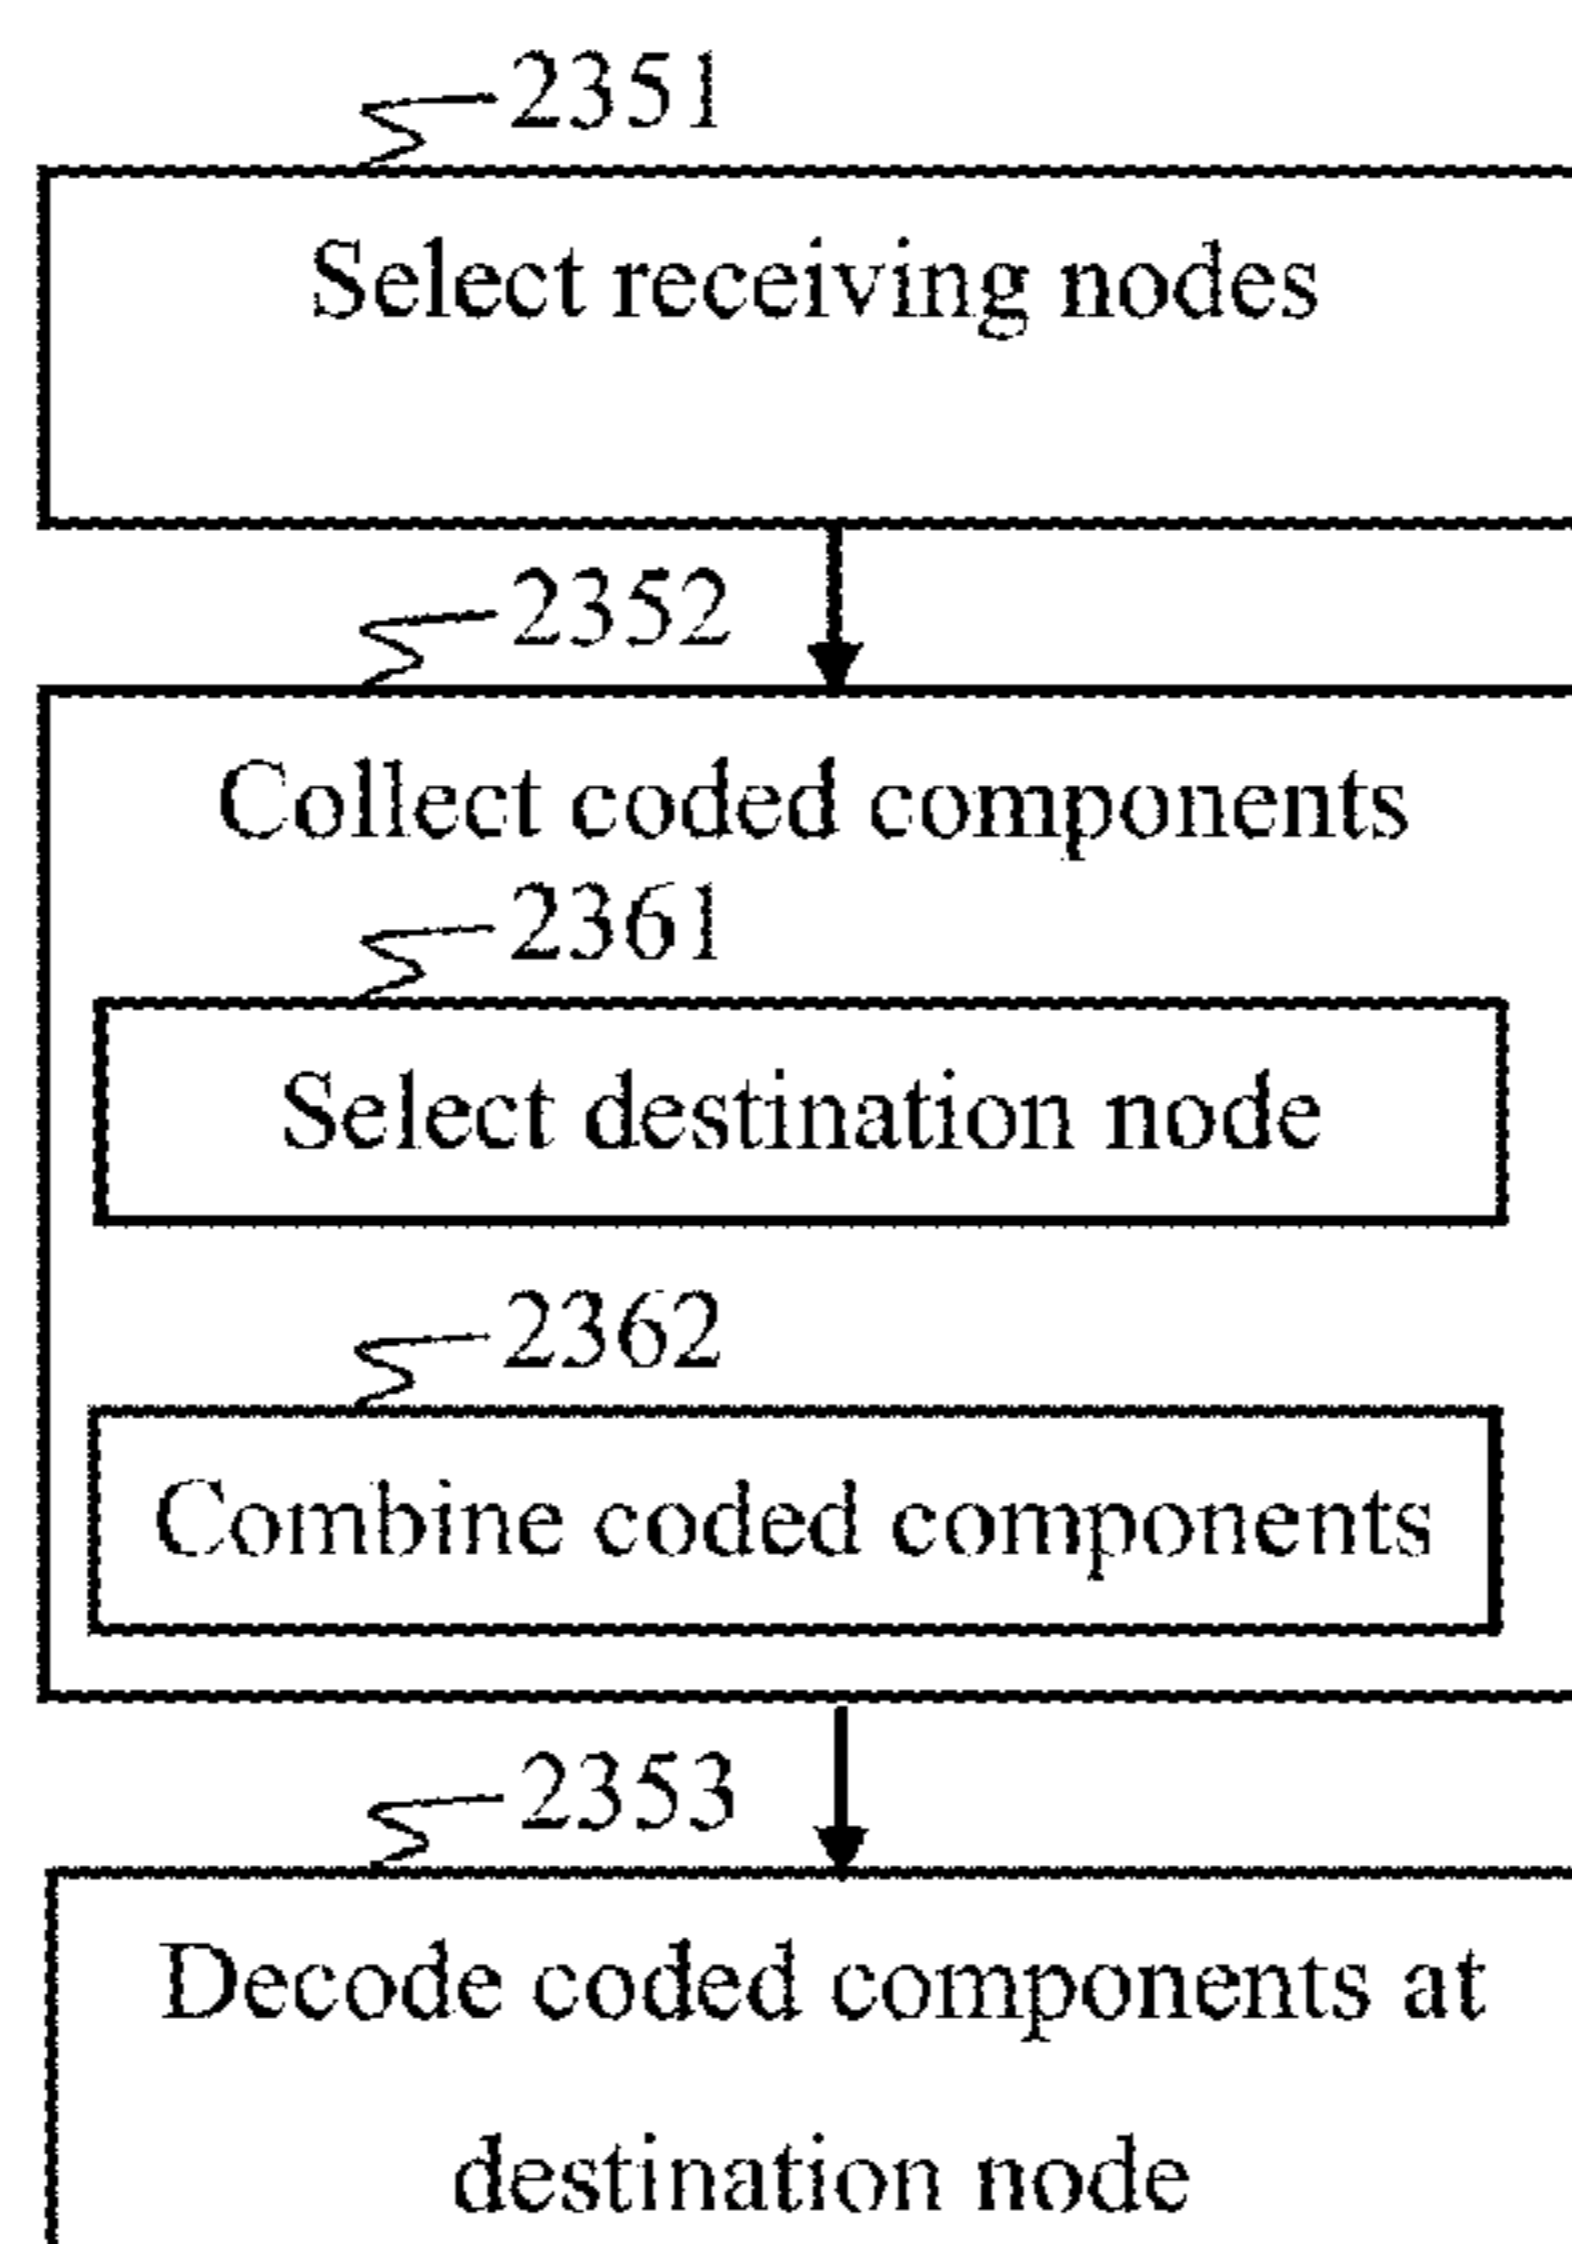 2351
Select receiving nodes
2352
Collect coded components
2361
Select destination node
2362
Combine coded components
2353
Decode coded components at
destination node